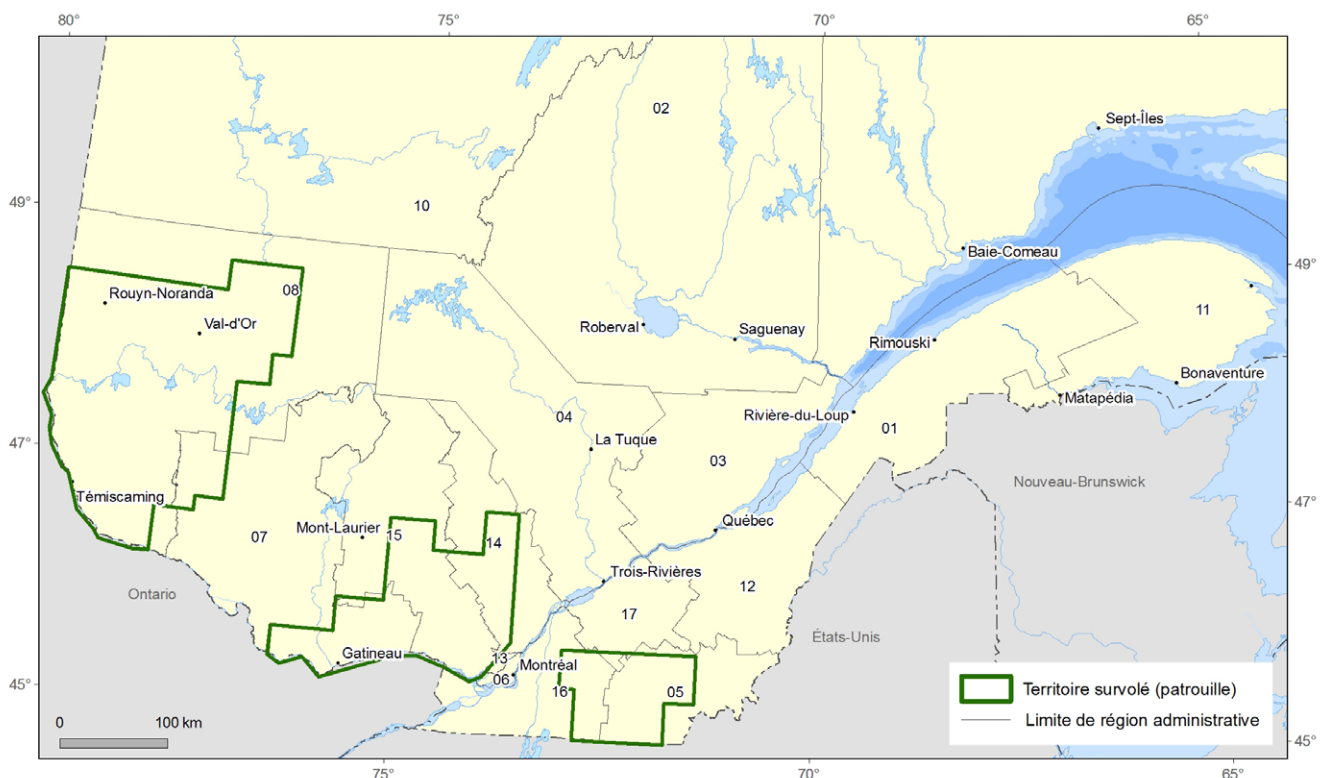 80°
75°
70°
65°
02
Sept-Îles
49°
10
Baie-Comeau
49°
08
Rouyn-Noranda
11
Val-d'Or
Roberval
Saguenay
Rimouski
Bonaventure
Matapédia
Rivière-du-Loup
04
01
47°
La Tuque
03
Nouveau-Brunswick
Témiscaming
47°
Québec
Mont-Laurier
07
15
14
Trois-Rivières
Ontario
12
17
États-Unis
Gatineau
13
Montréal
06
16
05
45°
Territoire survolé (patrouille)
Limite de région administrative
0
100 km
45°
75°
70°
65°